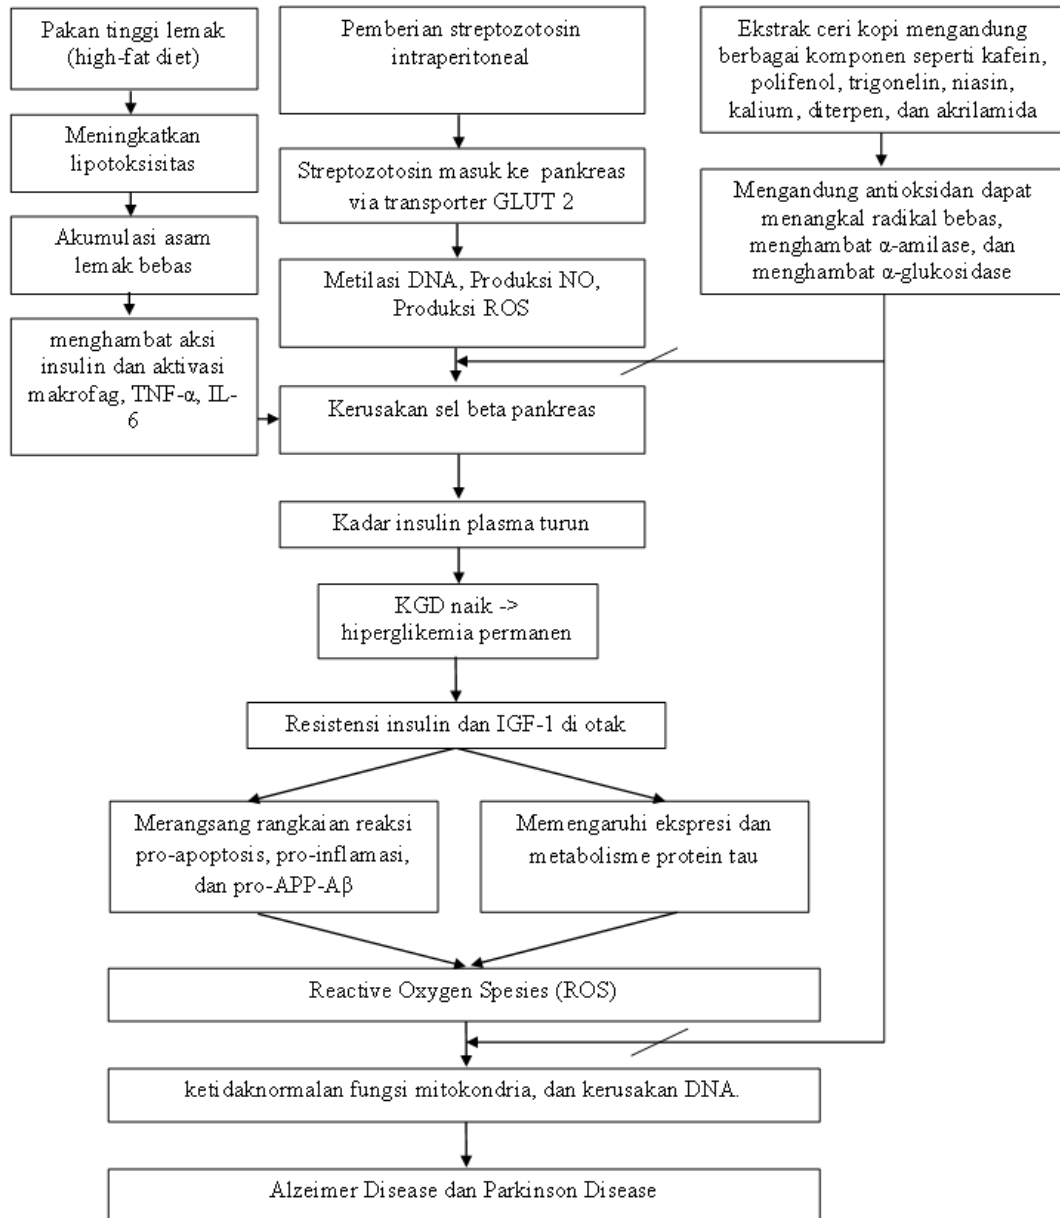 Pakan tinggi lemak
(high-fat diet)
Meningkatkan
lipotoksisitas
Akumulasi asam
lemak bebas
menghambat aksi
insulin dan aktivasi
makrofag, TNF-α, IL-
6
Pemberian streptozotosin
intraperitoneal
Streptozotosin masuk ke pankreas
via transporter GLUT 2
Metilasi DNA, Produksi NO,
Produksi ROS
Kerusakan sel beta pankreas
Kadar insulin plasma turun
KGD naik ->
hiperglikemia permanen
Resistensi insulin dan IGF-1 di otak
Merangsang rangkaian reaksi
pro-apoptosis, pro-inflamasi,
dan pro-APP-Aβ
Memengaruhi ekspresi dan
metabolisme protein tau
Reactive Oxygen Spesies (ROS)
ketidaknormalan fungsi mitokondria, dan kerusakan DNA.
Alzeimer Disease dan Parkinson Disease
Ekstrak ceri kopi mengandung
berbagai komponen seperti kafein,
polifenol, trigonelin, niasin,
kalium, diterpen, dan akrilamida
Mengandung antioksidan dapat
menangkal radikal bebas,
menghambat α-amilase, dan
menghambat α-glukosidase